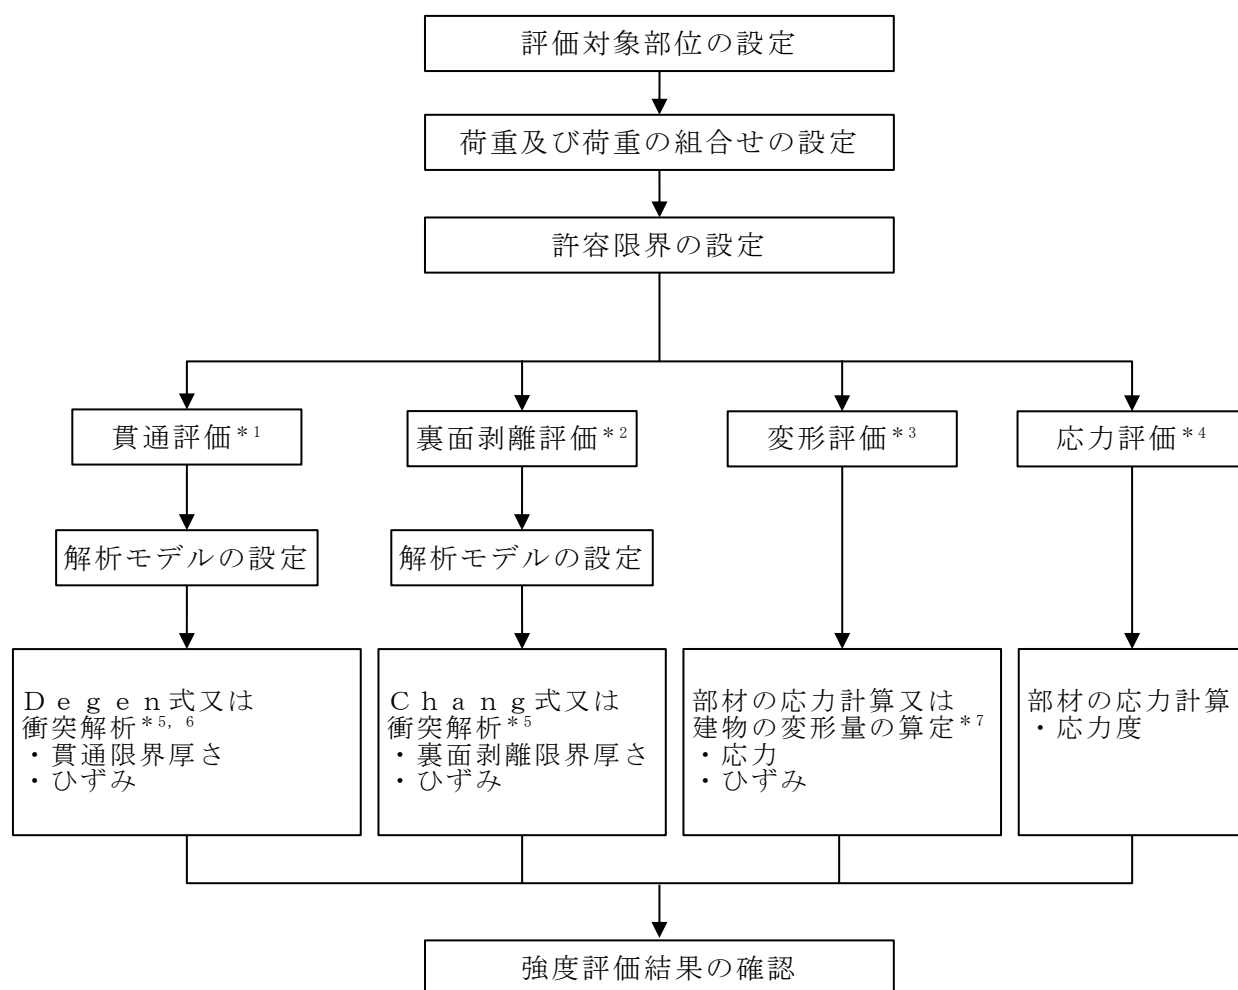 評価対象部位の設定
荷重及び荷重の組合せの設定
許容限界の設定
貫通評価*1
裏面剥離評価*2
変形評価*3
応力評価*4
解析モデルの設定
解析モデルの設定
Ｄｅｇｅｎ式又は
衝突解析*5, 6
・貫通限界厚さ
・ひずみ
Ｃｈａｎｇ式又は
衝突解析*5
・裏面剥離限界厚さ
・ひずみ
部材の応力計算又は
建物の変形量の算定*7
・応力
・ひずみ
部材の応力計算
・応力度
強度評価結果の確認